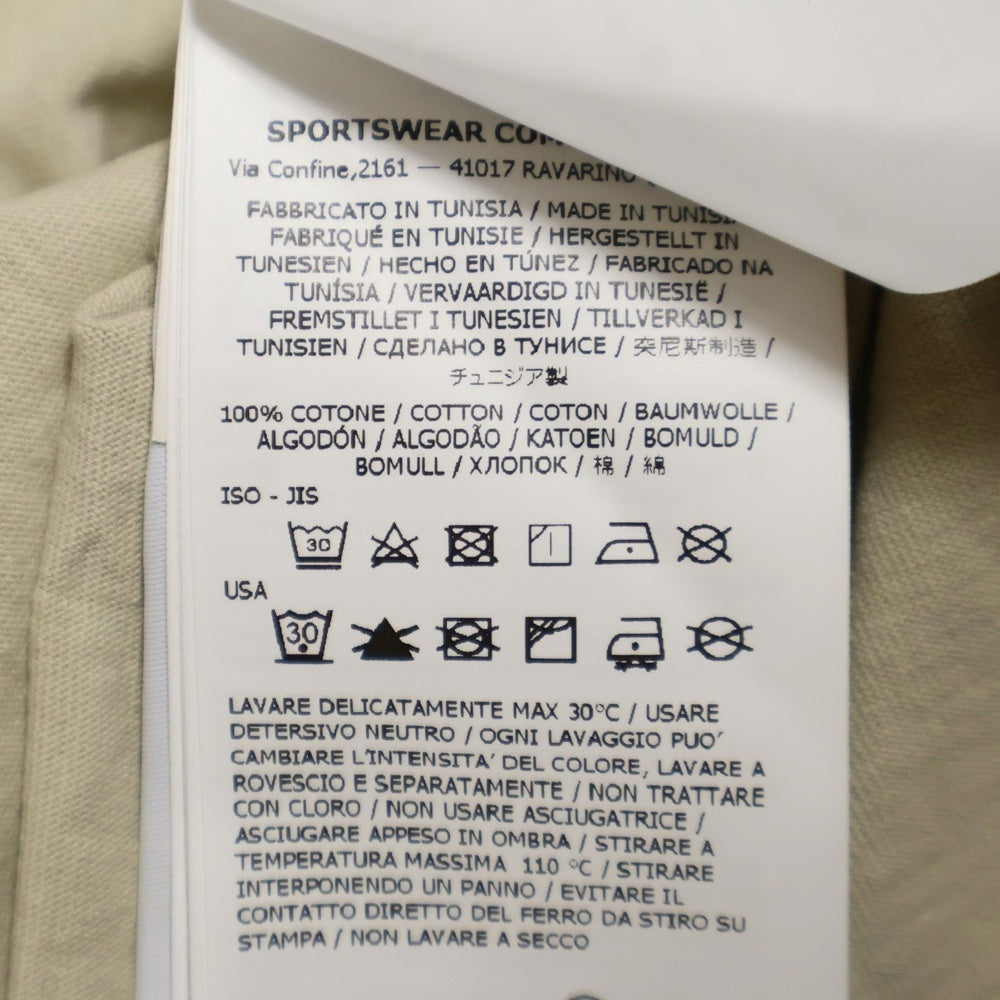 SPORTSWEAR
Via Confine,2161 — 41017 RAVARINO
FABBRICATO IN TUNISIA / MADE IN
FABRIQUÉ EN TUNISIE / HERGESTELLT IN
TUNESIEN / HECHO EN TÚNEZ / FABRICADO NA
TUNÍSIA / VERVAARDIGD IN TUNESIË /
FREMSTILLET I TUNESIEN / TILLVERKAD I
TUNISIEN / СДЕЛАНО В ТУНИСЕ / 突尼斯制造 /
チュニジア製
100% COTONE / COTTON / COTON / BAUMWOLLE /
ALGODÓN / ALGODÃO / KATOEN / BOMULD /
BOMULL / ХЛОПОК / 棉 / 綿
ISO - JIS
30
USA
30
LAVARE DELICATAMENTE MAX 30°C / USARE
DETERSIVO NEUTRO / OGNI LAVAGGIO PUO'
CAMBIARE L'INTENSITA' DEL COLORE, LAVARE A
ROVESCIO E SEPARATAMENTE / NON TRATTARE
CON CLORO / NON USARE ASCIUGATRICE /
ASCIUGARE APPESO IN OMBRA / STIRARE A
TEMPERATURA MASSIMA 110 °C / STIRARE
INTERPONENDO UN PANNO / EVITARE IL
CONTATTO DIRETTO DEL FERRO DA STIRO SU
STAMPA / NON LAVARE A SECCO